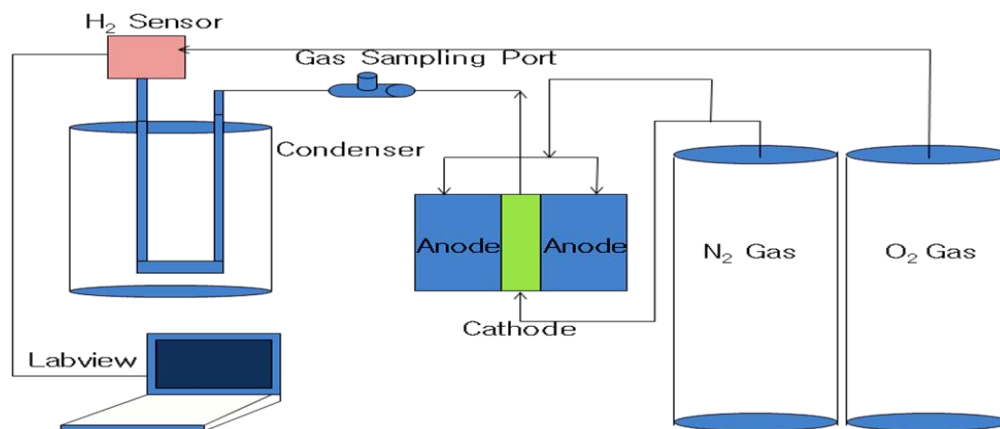 H₂ Sensor
Gas Sampling Port
Condenser
Anode
Anode
N₂ Gas
O₂ Gas
Cathode
Labview